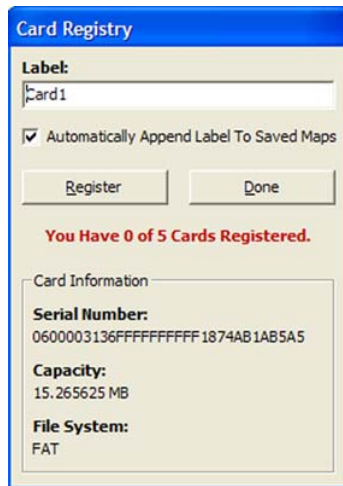 Card Registry
Label:
Card1
Automatically Append Label To Saved Maps
Register
Done
You Have 0 of 5 Cards Registered.
Card Information
Serial Number:
0600003136FFFFFFFFFF1874AB1AB5A5
Capacity:
15.265625 MB
File System:
FAT